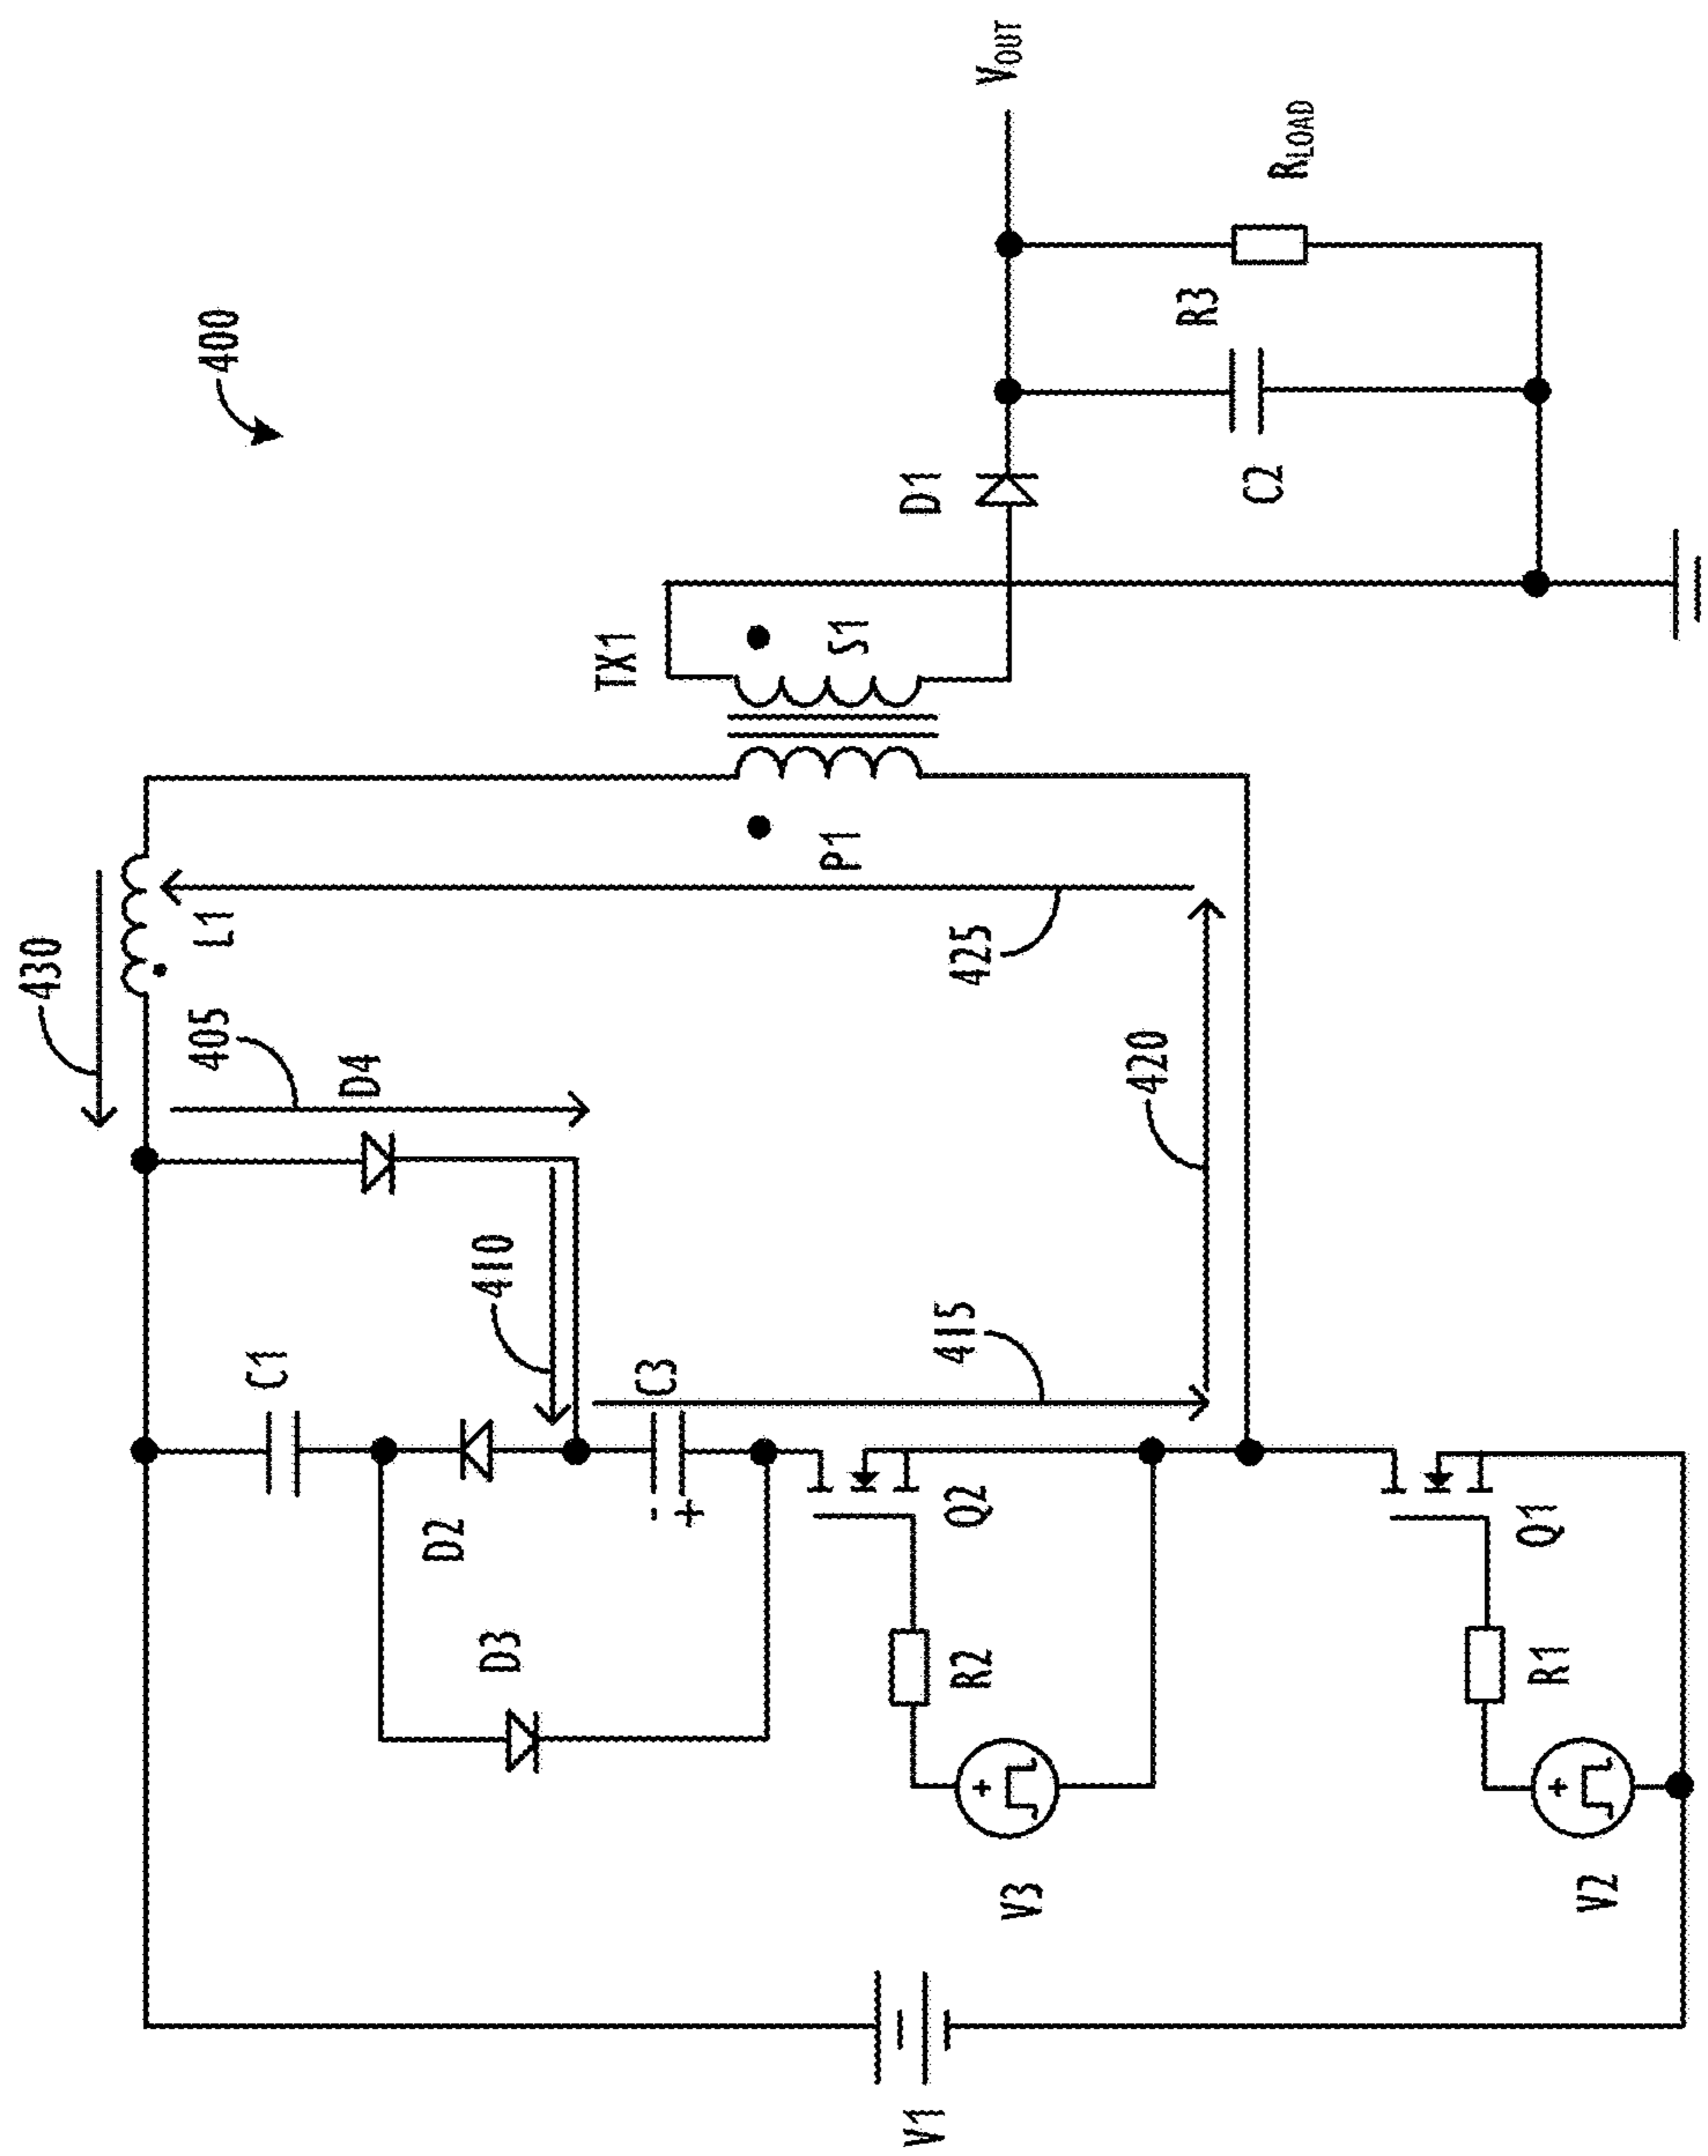 400
430
405
D4
L1
TX1
P1
S1
D1
VOUT
RLOAD
R3
C2
425
420
410
415
C1
C3
-
+
D2
D3
Q2
R2
+
V3
Q1
R1
+
V2
V1